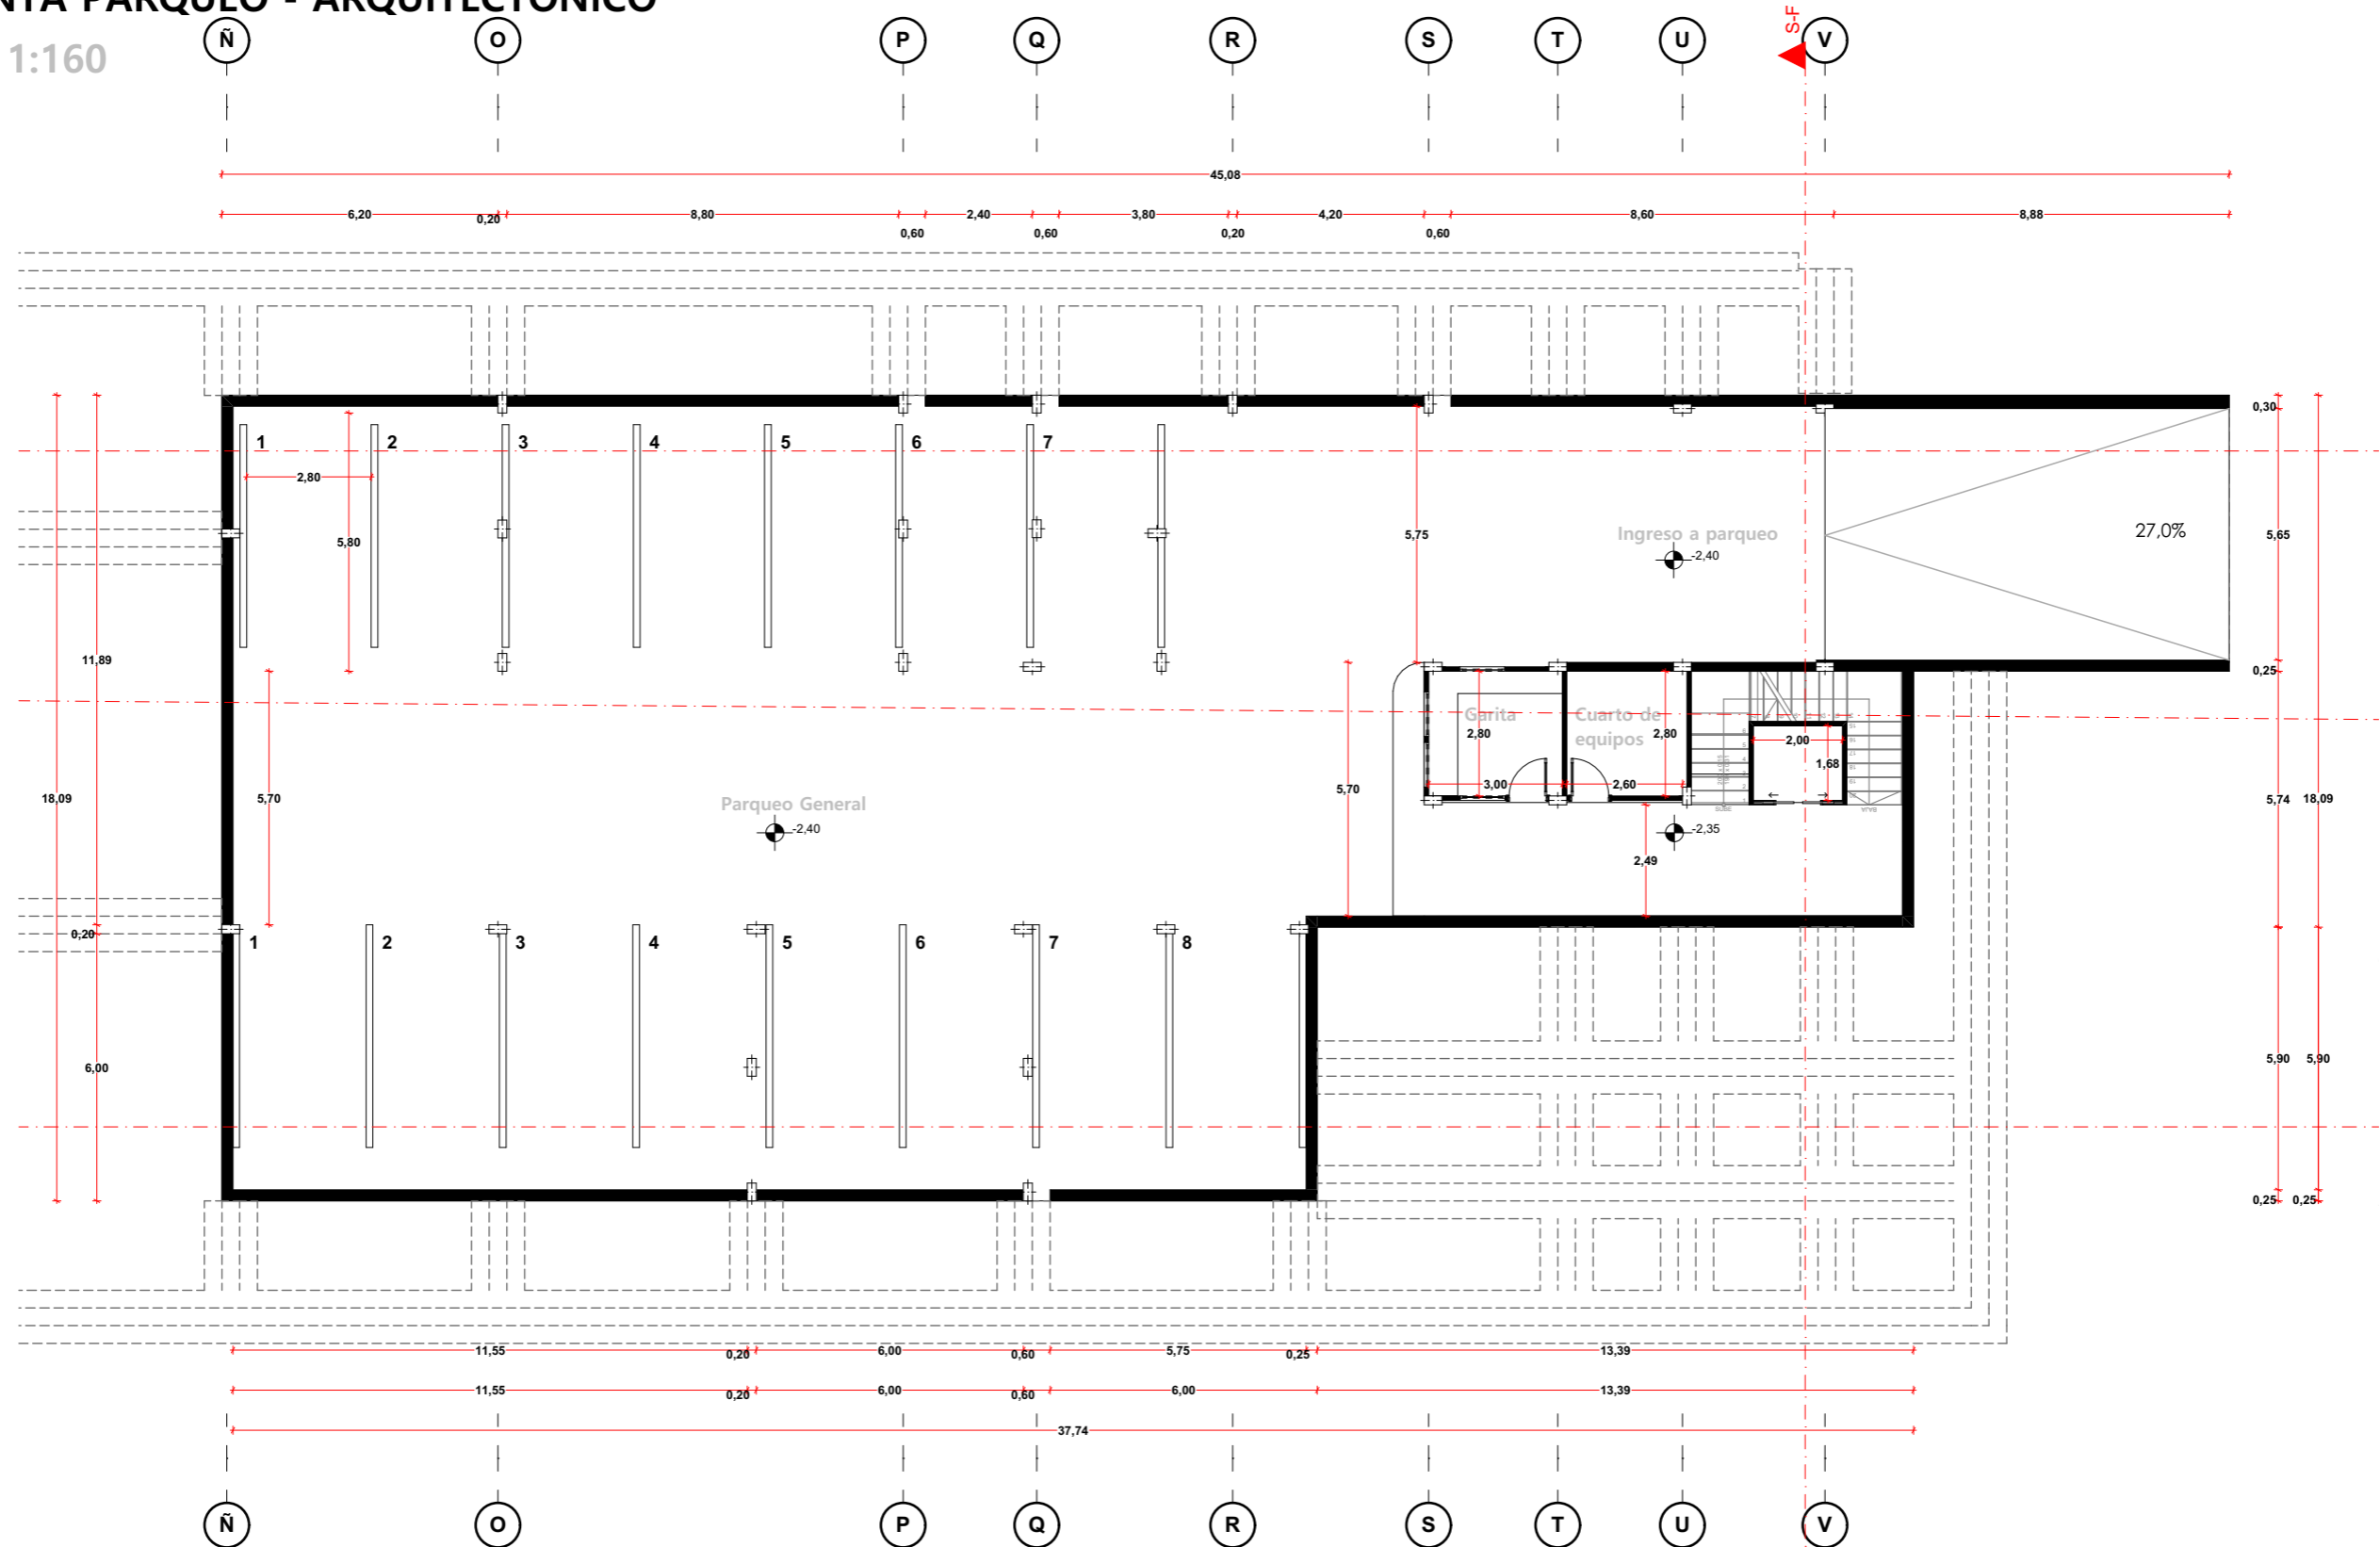 NTA PARQUEO - ARQUITECTÓNICO
1:160
Ñ O P Q R S T U V
S-F
45,08
6,20 0,20 8,80 2,40 3,80 4,20 8,60 8,88
0,60 0,60 0,20 0,60
0,30
1 2 3 4 5 6 7
2,80
5,80 5,75 Ingreso a parqueo 27,0% 5,65
-2,40
11,89 0,25
Garita Cuarto de
equipos
2,80 2,80 2,00
1,68
3,00 2,60
18,09 5,70 5,70 5,74 18,09
Parqueo General SUBE BAJA
-2,40 -2,35
2,49
0,20
1 2 3 4 5 6 7 8
6,00 5,90 5,90
0,25 0,25
11,55 0,20 6,00 0,60 5,75 0,25 13,39
11,55 0,20 6,00 0,60 6,00 13,39
37,74
Ñ O P Q R S T U V